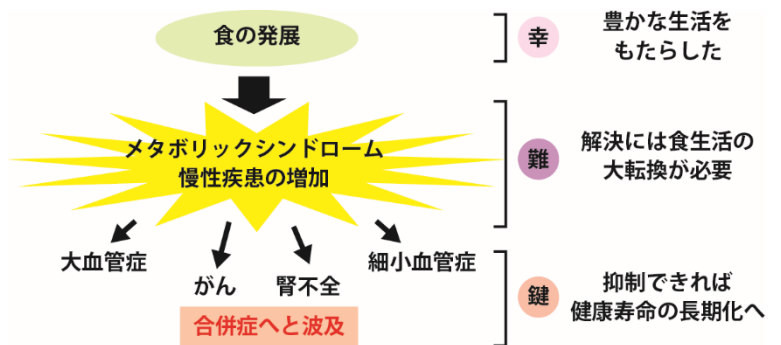 食の発展
幸
豊かな生活を
もたらした
メタボリックシンドローム
慢性疾患の増加
難
解決には食生活の
大転換が必要
大血管症
がん
腎不全
細小血管症
合併症へと波及
鍵
抑制できれば
健康寿命の長期化へ